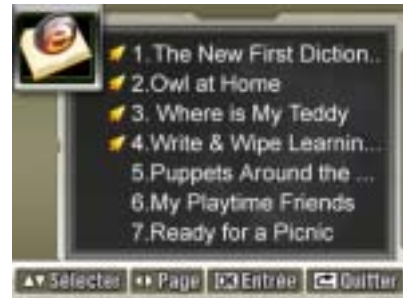 1.The New First Diction..
2.Owl at Home
3. Where is My Teddy
4.Write & Wipe Learnin...
5.Puppets Around the ...
6.My Playtime Friends
7.Ready for a Picnic
Sélecter Page OK Entrée Quitter